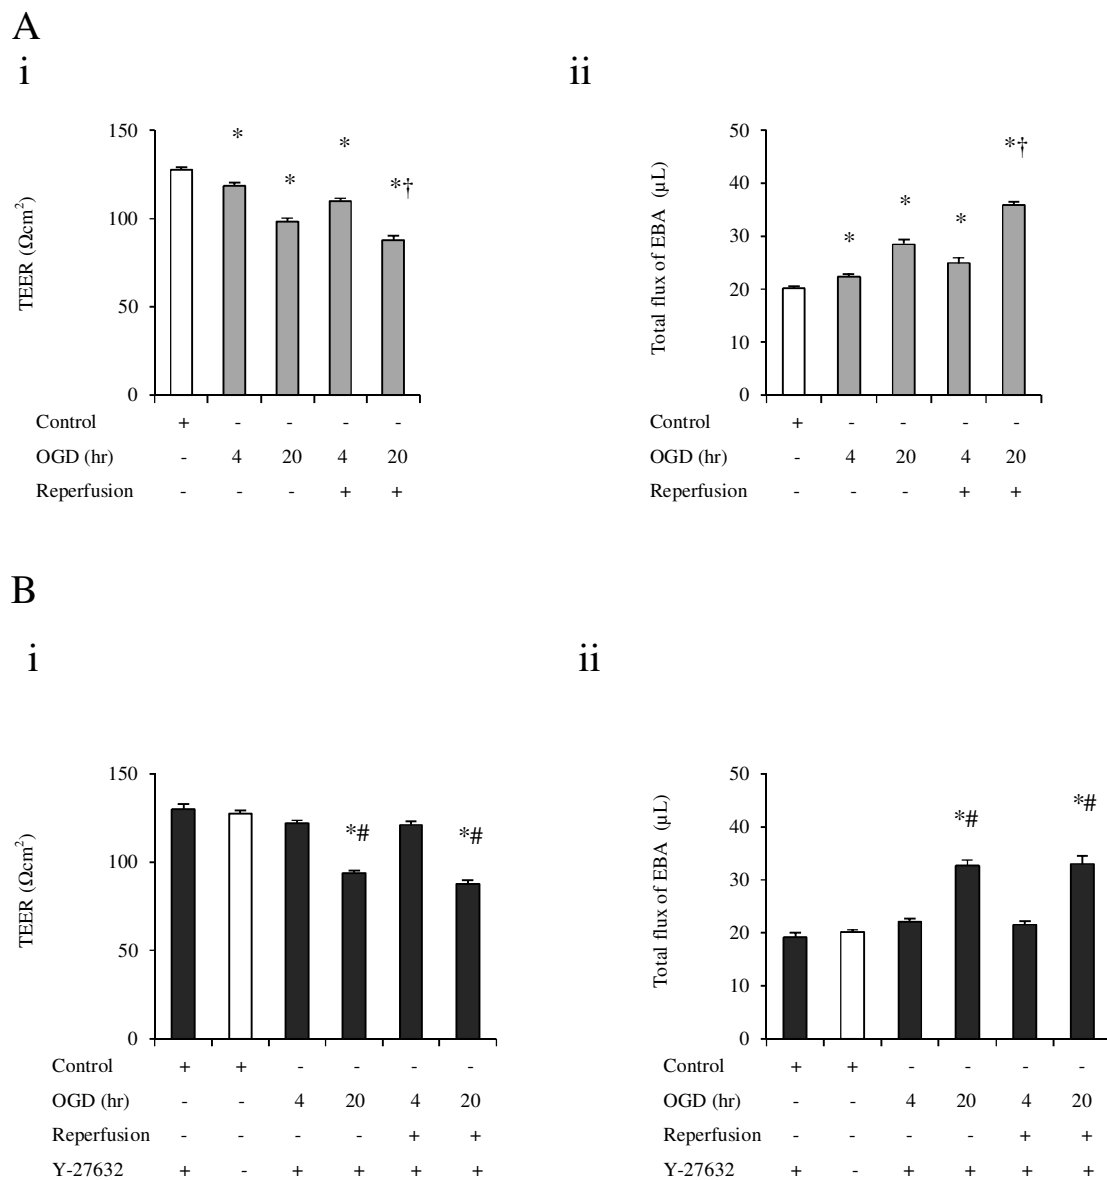 A
i
ii
150
100
50
0
TEER (Ωcm²)
*
*
*
*†
Control + - - - -
OGD (hr) - 4 20 4 20
Reperfusion - - - + +
50
40
30
20
10
0
Total flux of EBA (µL)
*
*
*
*†
Control + - - - -
OGD (hr) - 4 20 4 20
Reperfusion - - - + +
B
i
ii
150
100
50
0
TEER (Ωcm²)
*#
*#
Control + + - - - -
OGD (hr) - - 4 20 4 20
Reperfusion - - - - + +
Y-27632 + - + + + +
50
40
30
20
10
0
Total flux of EBA (µL)
*#
*#
Control + + - - - -
OGD (hr) - - 4 20 4 20
Reperfusion - - - - + +
Y-27632 + - + + + +